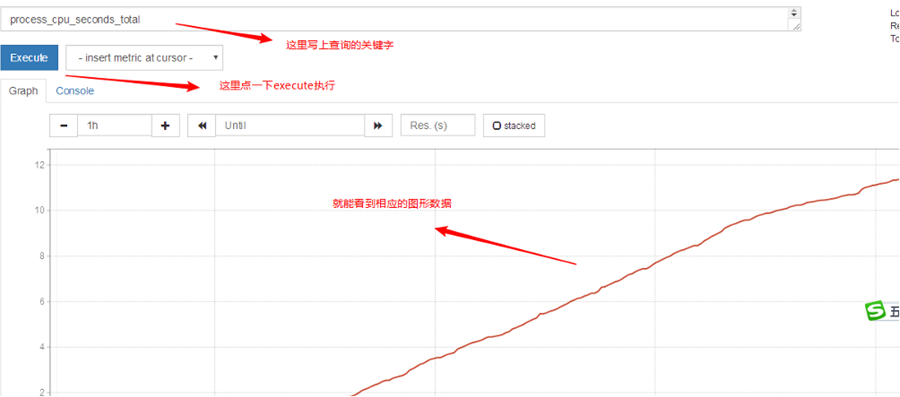 process_cpu_seconds_total
Lo
Re
To
这里写上查询的关键字
Execute
- insert metric at cursor -
这里点一下execute执行
Graph
Console
1h
Until
Res. (s)
stacked
12
10
就能看到相应的图形数据
8
6
五
4
2